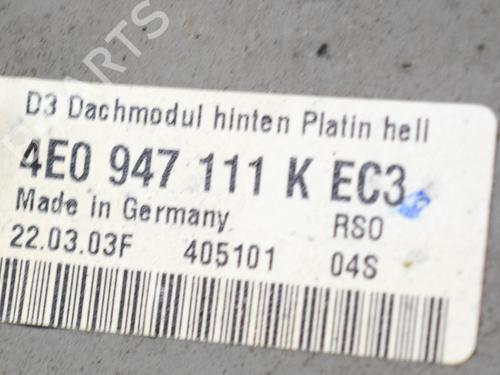 D3 Dachmodul hinten Platin hell
4E0 947 111 K EC3
Made in Germany RSO
22.03.03F 405101 04S